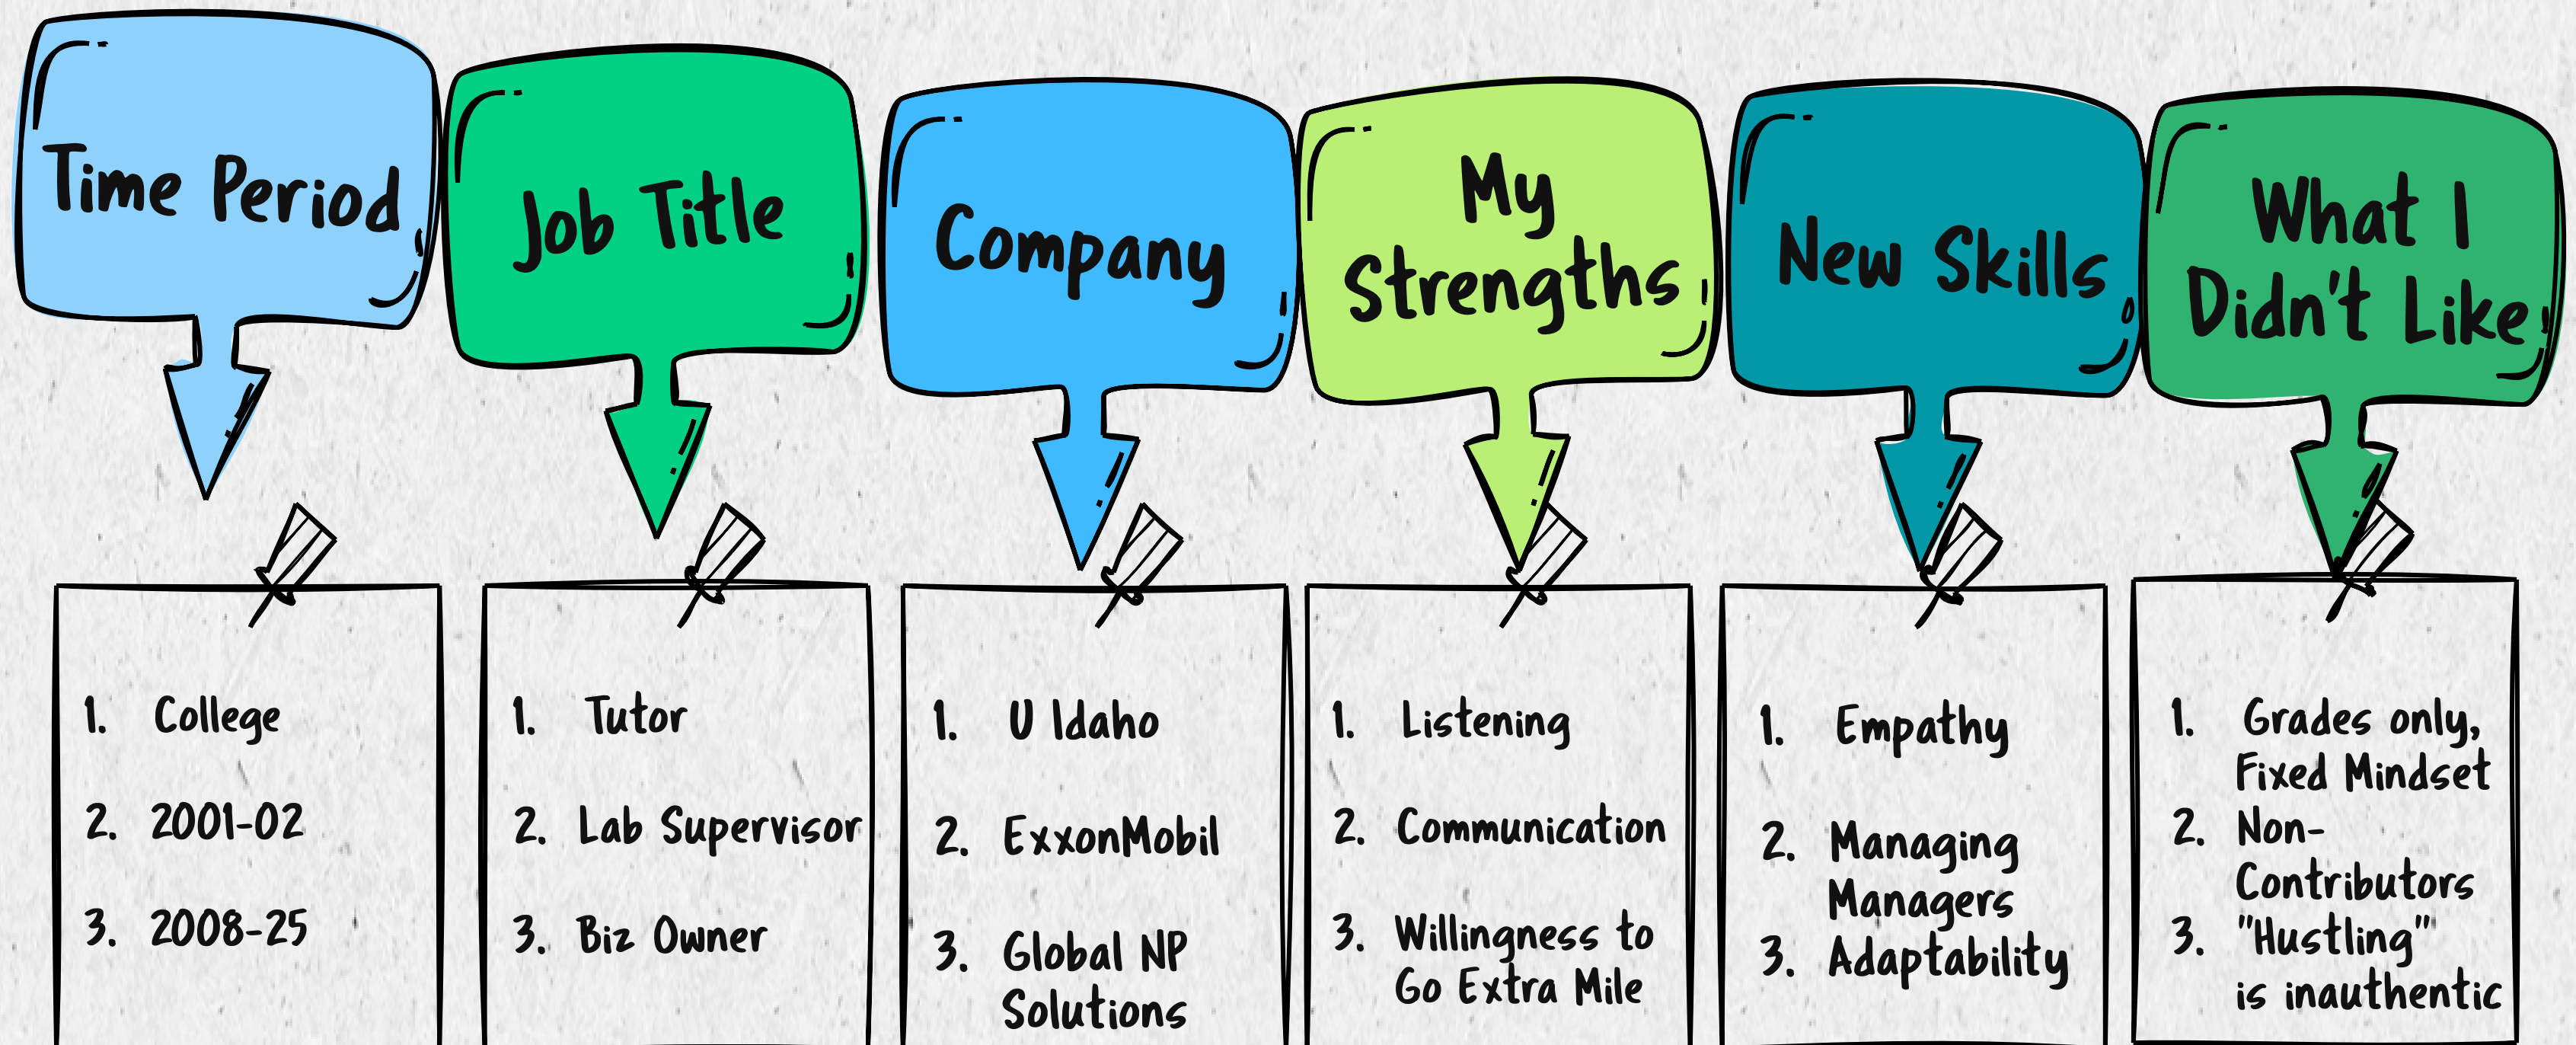 Time Period
Job Title
Company
My
Strengths
New Skills
What I
Didn't Like
1. College
2. 2001-02
3. 2008-25
1. Tutor
2. Lab Supervisor
3. Biz Owner
1. U Idaho
2. ExxonMobil
3. Global NP
Solutions
1. Listening
2. Communication
3. Willingness to
Go Extra Mile
1. Empathy
2. Managing
Managers
3. Adaptability
1. Grades only,
Fixed Mindset
2. Non-
Contributors
3. "Hustling"
is inauthentic